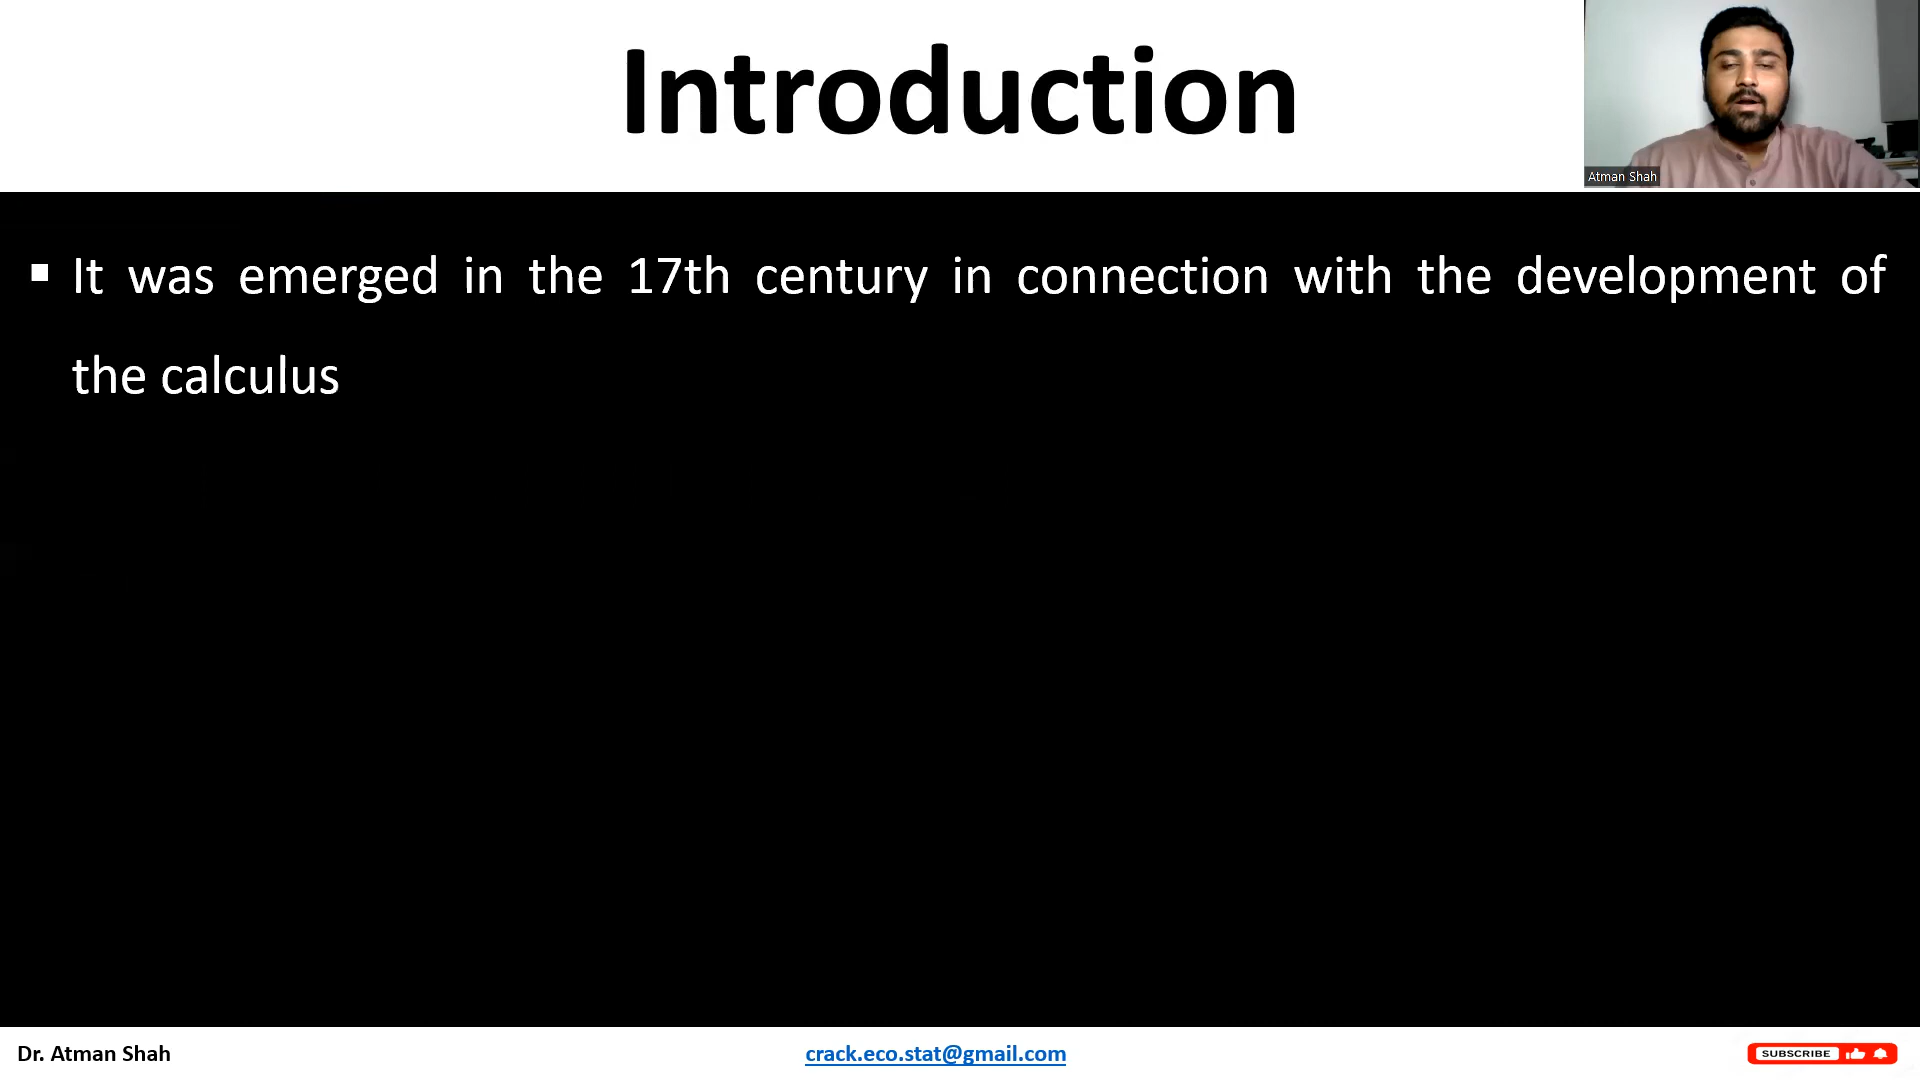 Introduction
Atman Shah
▪ It was emerged in the 17th century in connection with the development of
the calculus
Dr. Atman Shah
crack.eco.stat@gmail.com
SUBSCRIBE